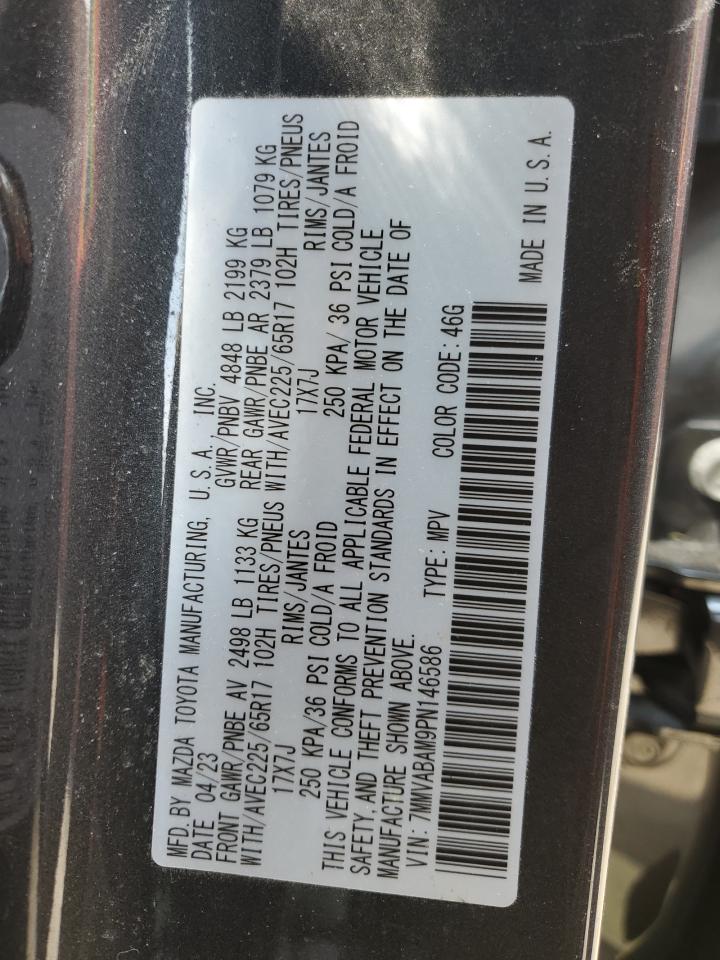 MFD. BY MAZDA TOYOTA MANUFACTURING, U.S.A. INC.
DATE 04/23 GVWR/PNBV 4848 LB 2199 KG
FRONT GAWR/PNBE AV 2498 LB 1133 KG REAR GAWR/PNBE AR 2379 LB 1079 KG
WITH/AVEC225/65R17 102H TIRES/PNEUS WITH/AVEC225/65R17 102H TIRES/PNEUS
17X7J RIMS/JANTES 17X7J RIMS/JANTES
250 KPA/36 PSI COLD/A FROID 250 KPA/ 36 PSI COLD/A FROID
THIS VEHICLE CONFORMS TO ALL APPLICABLE FEDERAL MOTOR VEHICLE
SAFETY, AND THEFT PREVENTION STANDARDS IN EFFECT ON THE DATE OF
MANUFACTURE SHOWN ABOVE.
VIN: 7MMVABAM9PN146586 TYPE: MPV COLOR CODE: 46G
MADE IN U.S.A.